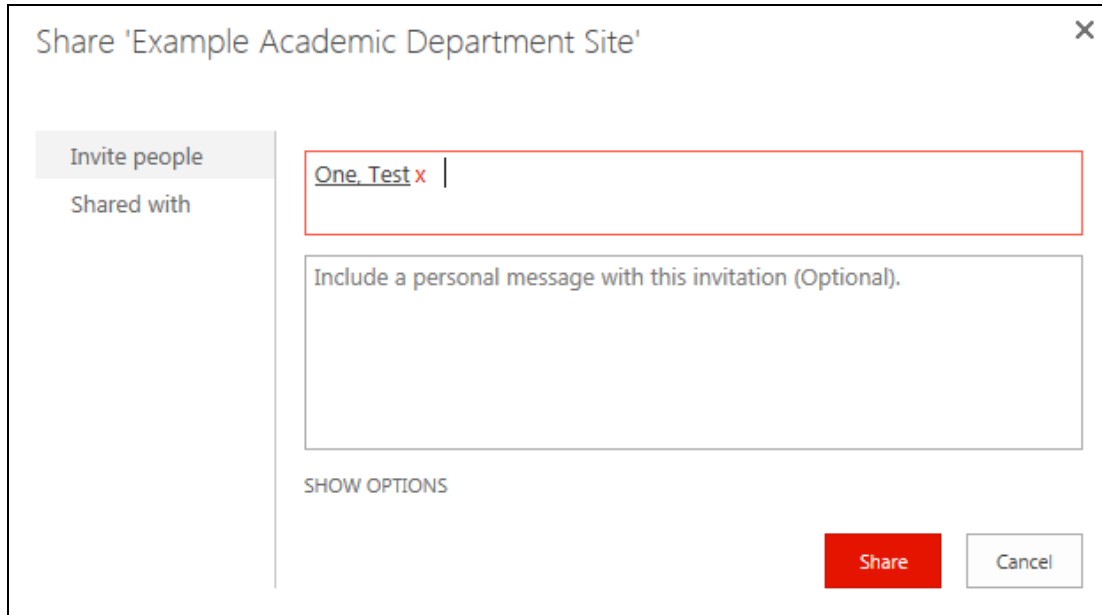 Share 'Example Academic Department Site'
Invite people
Shared with
One, Test x
Include a personal message with this invitation (Optional).
SHOW OPTIONS
Share
Cancel